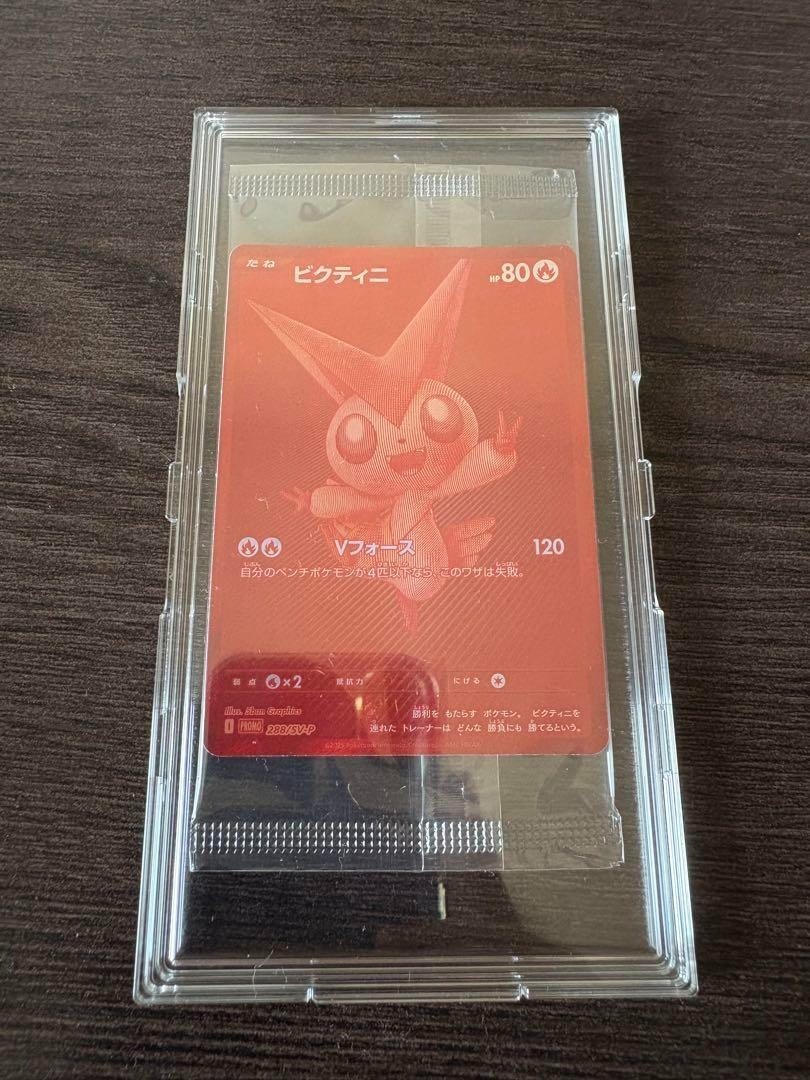 たね ビクティニ HP 80
Vフォース 120
自分のベンチポケモンが4匹以下なら、このワザは失敗。
弱点 ×2 抵抗力 にげる
Illus. 5ban Graphics
I PROMO 288/SV-P
勝利を もたらす ポケモン。 ビクティニを
連れた トレーナーは どんな 勝負にも 勝てるという。